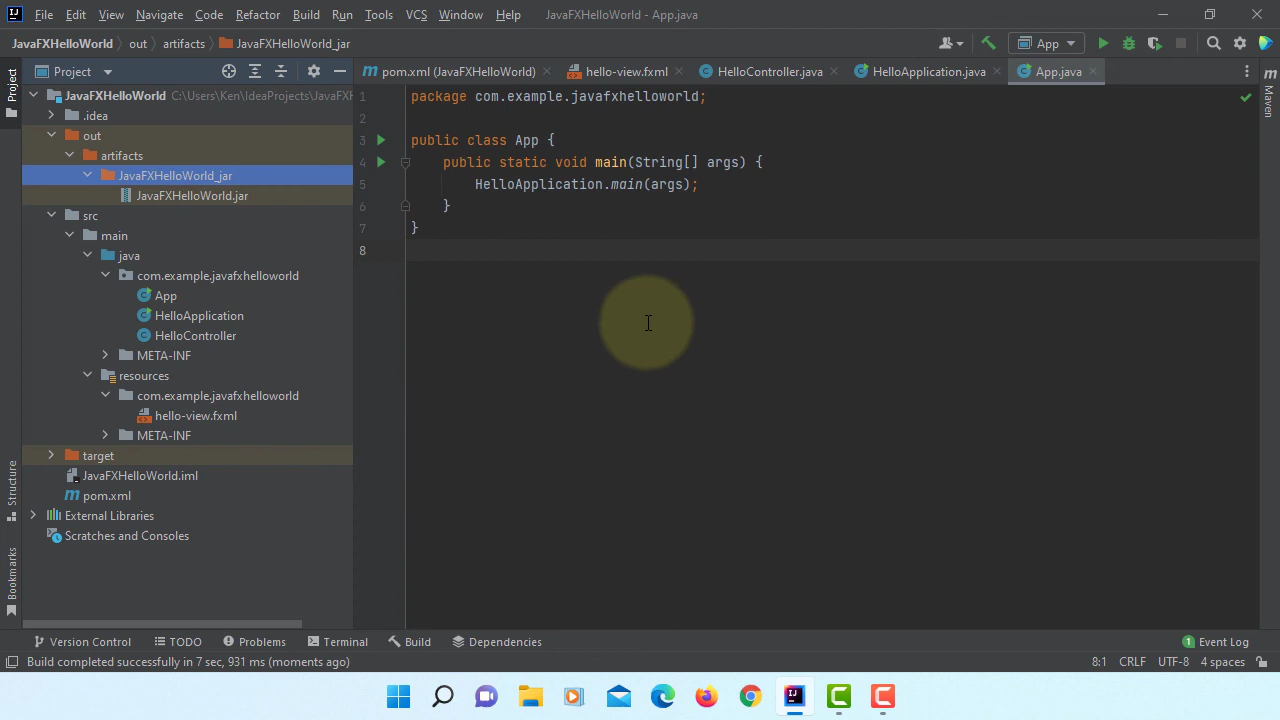 File Edit View Navigate Code Refactor Build Run Tools VCS Window Help JavaFXHelloWorld - App.java
JavaFXHelloWorld out artifacts JavaFXHelloWorld_jar App
Project
pom.xml (JavaFXHelloWorld) hello-view.fxml HelloController.java HelloApplication.java App.java
Project
JavaFXHelloWorld C:\Users\Ken\IdeaProjects\JavaFX
.idea
out
artifacts
JavaFXHelloWorld_jar
JavaFXHelloWorld.jar
src
main
java
com.example.javafxhelloworld
App
HelloApplication
HelloController
META-INF
resources
com.example.javafxhelloworld
hello-view.fxml
META-INF
target
JavaFXHelloWorld.iml
pom.xml
External Libraries
Scratches and Consoles
Structure
Bookmarks
1 package com.example.javafxhelloworld;
2
3 public class App {
4 public static void main(String[] args) {
5 HelloApplication.main(args);
6 }
7 }
8
Maven
Version Control TODO Problems Terminal Build Dependencies 1 Event Log
Build completed successfully in 7 sec, 931 ms (moments ago) 8:1 CRLF UTF-8 4 spaces